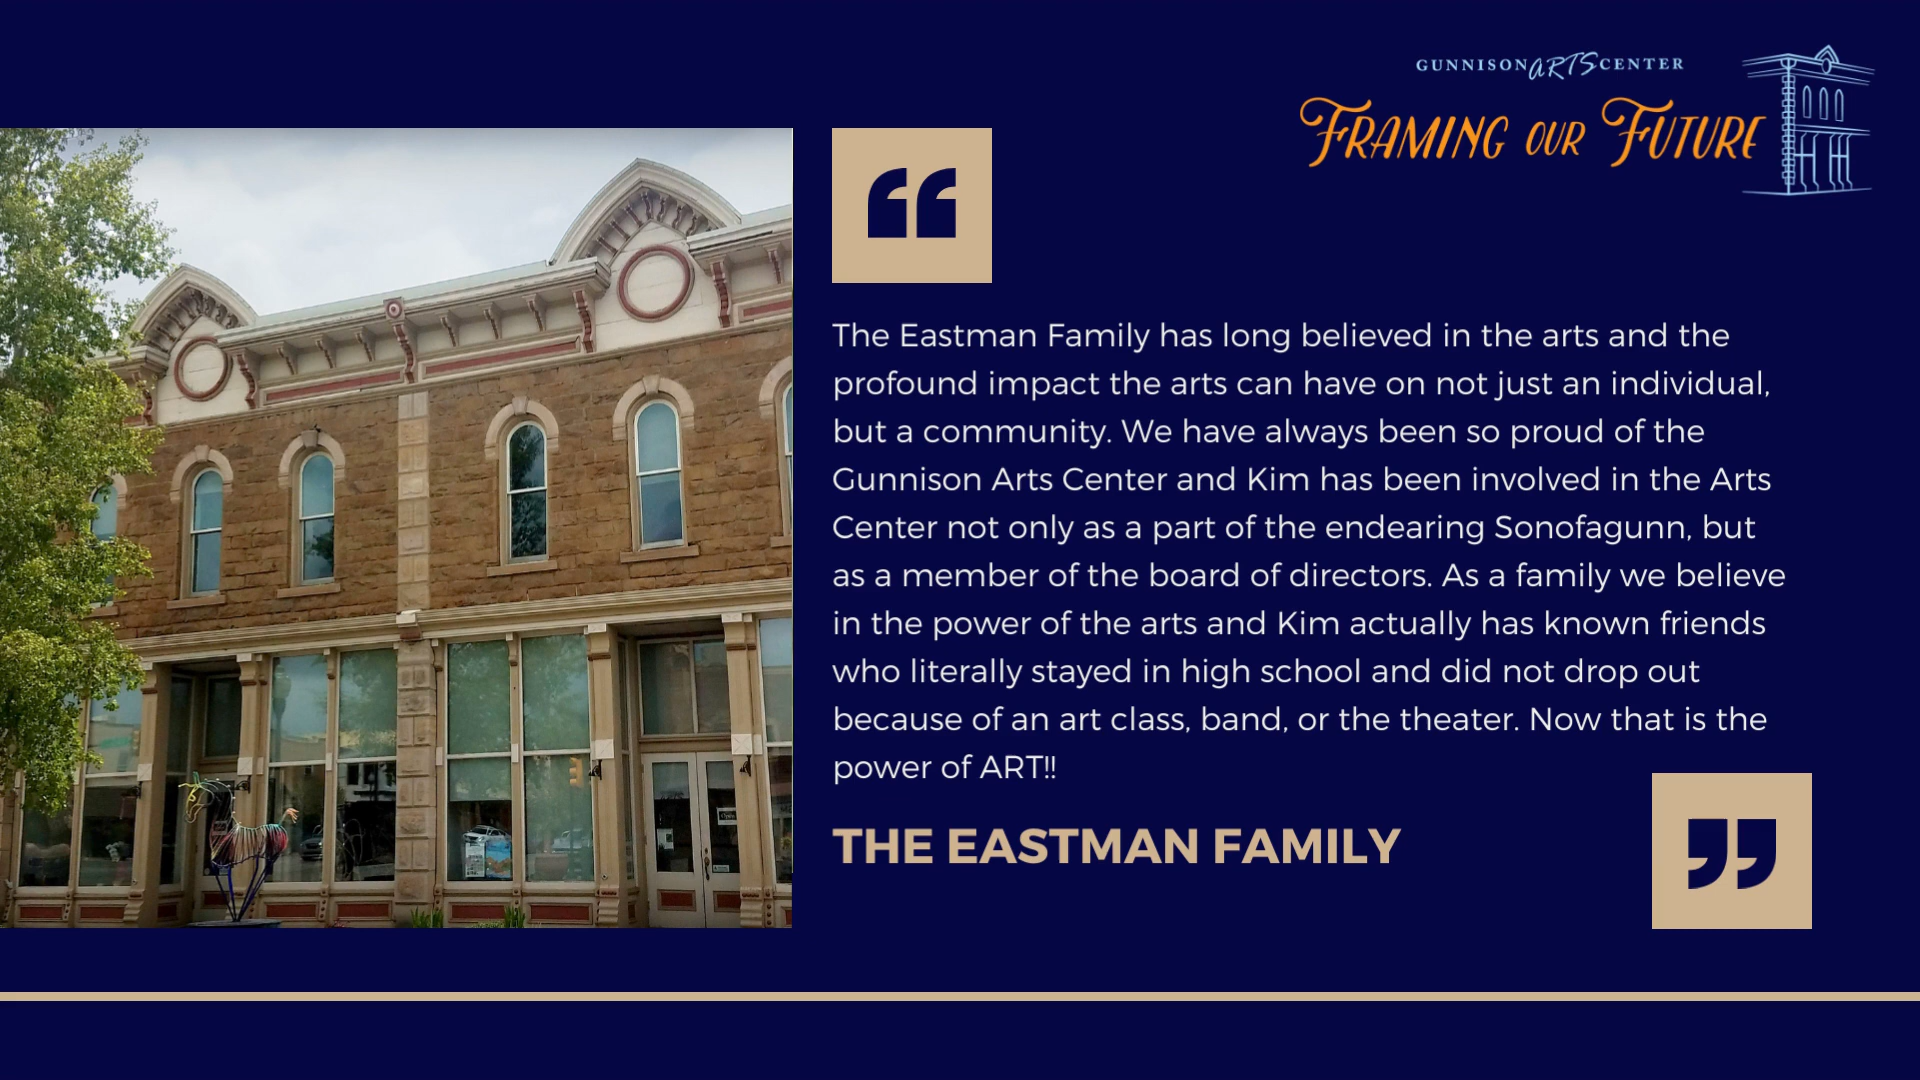 GUNNISON ARTS CENTER
FRAMING OUR FUTURE
“
The Eastman Family has long believed in the arts and the
profound impact the arts can have on not just an individual,
but a community. We have always been so proud of the
Gunnison Arts Center and Kim has been involved in the Arts
Center not only as a part of the endearing Sonofagunn, but
as a member of the board of directors. As a family we believe
in the power of the arts and Kim actually has known friends
who literally stayed in high school and did not drop out
because of an art class, band, or the theater. Now that is the
power of ART!!
THE EASTMAN FAMILY
”
Open